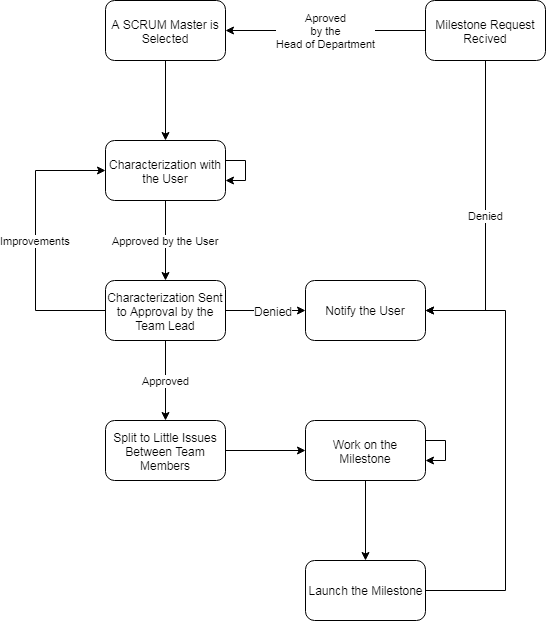 A SCRUM Master is
Selected
Aproved
by the
Head of Department
Milestone Request
Recived
Characterization with
the User
Denied
Improvements
Approved by the User
Characterization Sent
to Approval by the
Team Lead
Denied
Notify the User
Approved
Split to Little Issues
Between Team
Members
Work on the
Milestone
Launch the Milestone